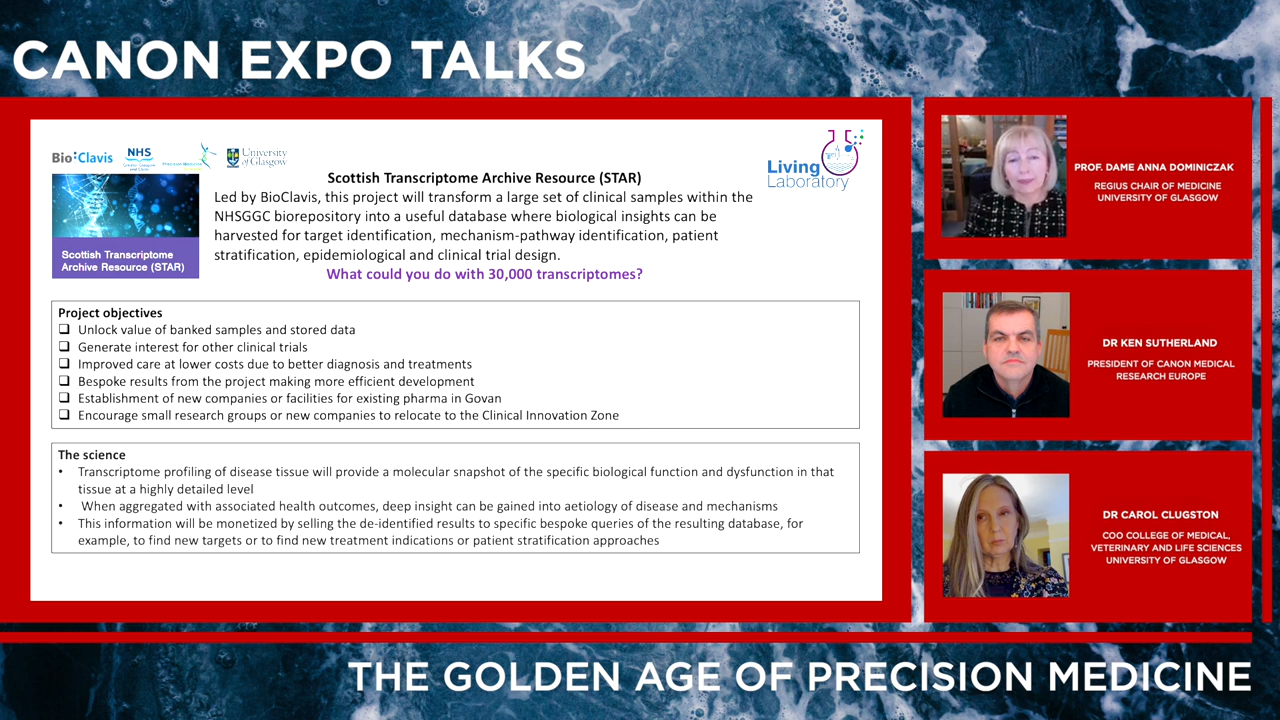 CANON EXPO TALKS
Bio Clavis
NHS
University
of Glasgow
Living
Laboratory
Scottish Transcriptome
Archive Resource (STAR)
Scottish Transcriptome Archive Resource (STAR)
Led by BioClavis, this project will transform a large set of clinical samples within the
NHSGGC biorepository into a useful database where biological insights can be
harvested for target identification, mechanism-pathway identification, patient
stratification, epidemiological and clinical trial design.
What could you do with 30,000 transcriptomes?
Project objectives
❑ Unlock value of banked samples and stored data
❑ Generate interest for other clinical trials
❑ Improved care at lower costs due to better diagnosis and treatments
❑ Bespoke results from the project making more efficient development
❑ Establishment of new companies or facilities for existing pharma in Govan
❑ Encourage small research groups or new companies to relocate to the Clinical Innovation Zone
The science
• Transcriptome profiling of disease tissue will provide a molecular snapshot of the specific biological function and dysfunction in that
tissue at a highly detailed level
• When aggregated with associated health outcomes, deep insight can be gained into aetiology of disease and mechanisms
• This information will be monetized by selling the de-identified results to specific bespoke queries of the resulting database, for
example, to find new targets or to find new treatment indications or patient stratification approaches
PROF. DAME ANNA DOMINICZAK
REGIUS CHAIR OF MEDICINE
UNIVERSITY OF GLASGOW
DR KEN SUTHERLAND
PRESIDENT OF CANON MEDICAL
RESEARCH EUROPE
DR CAROL CLUGSTON
COO COLLEGE OF MEDICAL,
VETERINARY AND LIFE SCIENCES
UNIVERSITY OF GLASGOW
THE GOLDEN AGE OF PRECISION MEDICINE